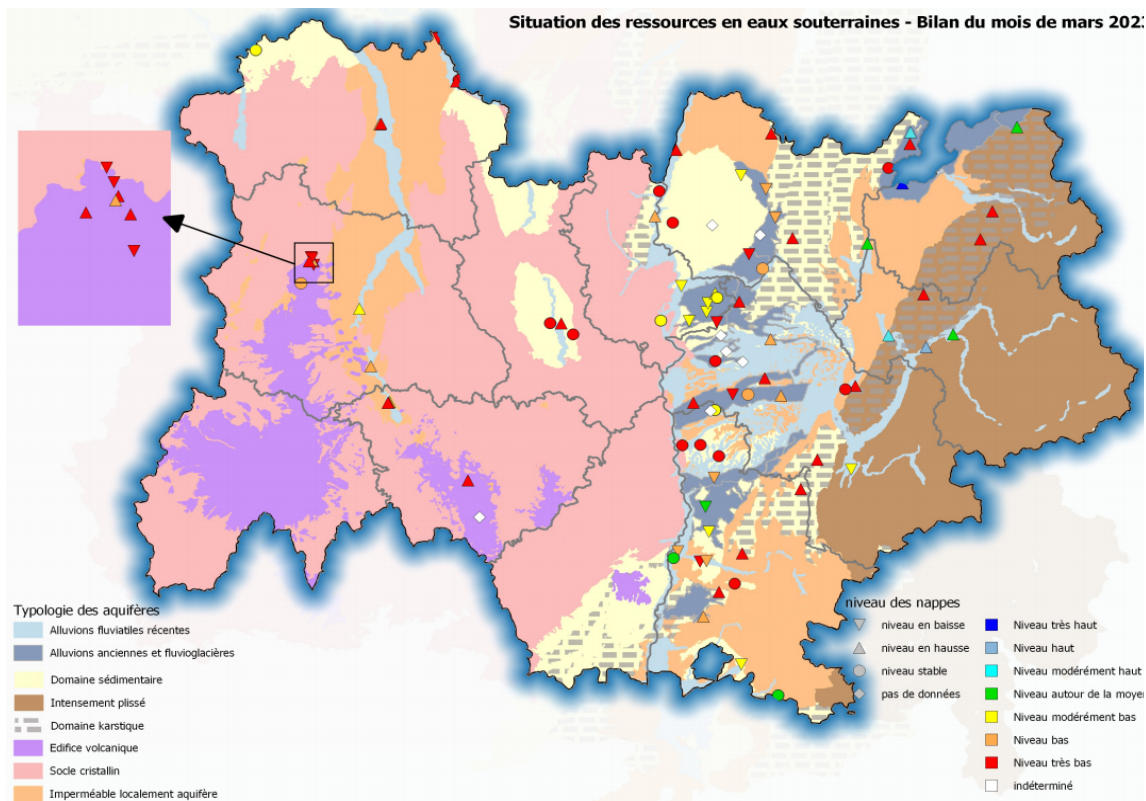 Situation des ressources en eaux souterraines - Bilan du mois de mars 2023
Typologie des aquifères
Alluvions fluviatiles récentes
Alluvions anciennes et fluvioglacières
Domaine sédimentaire
Intensement plissé
Domaine karstique
Edifice volcanique
Socle cristallin
Imperméable localement aquifère
niveau des nappes
niveau en baisse
niveau en hausse
niveau stable
pas de données
Niveau très haut
Niveau haut
Niveau modérément haut
Niveau autour de la moyen
Niveau modérément bas
Niveau bas
Niveau très bas
indéterminé